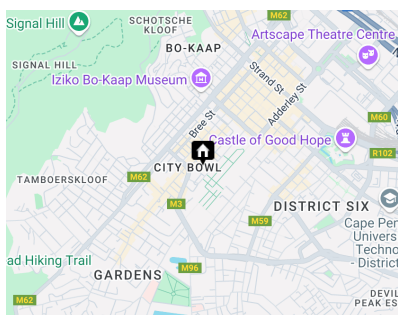 M62
Signal Hill
SCHOTSCHE
KLOOF
Artscape Theatre Centre
BO-KAAP
SIGNAL HILL
Iziko Bo-Kaap Museum
Strand St
Adderley St
Bree St
M60
Castle of Good Hope
R102
CITY BOWL
TAMBOERSKLOOF
M62
M3
DISTRICT SIX
M59
Cape Pen
Univers
Techno
- District
ad Hiking Trail
M96
GARDENS
M62
DEVIL
PEAK ES